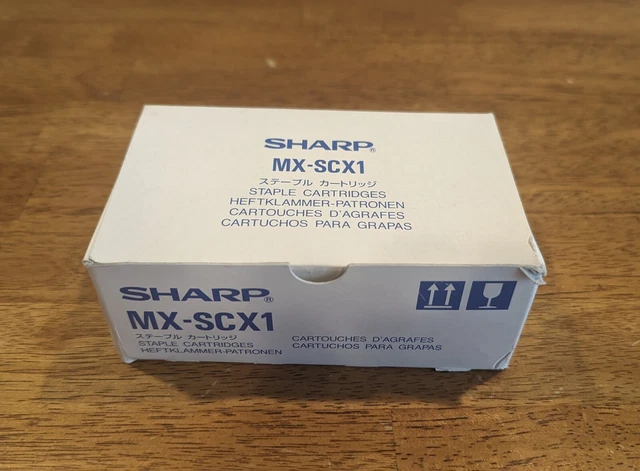 SHARP®
MX-SCX1
ステープル カートリッジ
STAPLE CARTRIDGES
HEFTKLAMMER-PATRONEN
CARTOUCHES D'AGRAFES
CARTUCHOS PARA GRAPAS
SHARP®
MX-SCX1
ステープル カートリッジ
STAPLE CARTRIDGES
HEFTKLAMMER-PATRONEN
CARTOUCHES D'AGRAFES
CARTUCHOS PARA GRAPAS